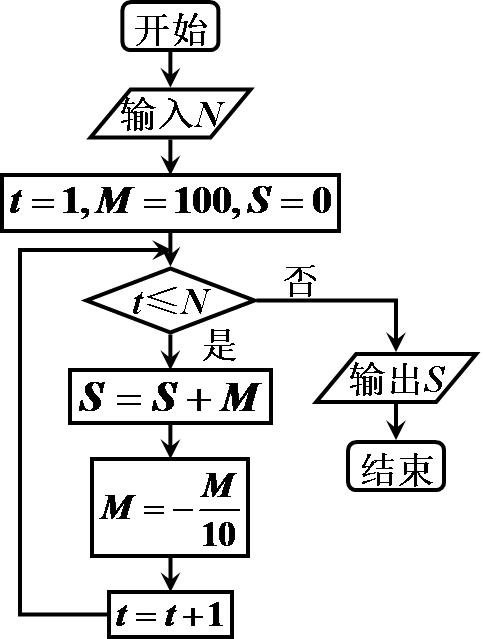 开始
输入N
t=1,M=100,S=0
t≤N
否
是
S=S+M
输出S
M=-M/10
结束
t=t+1